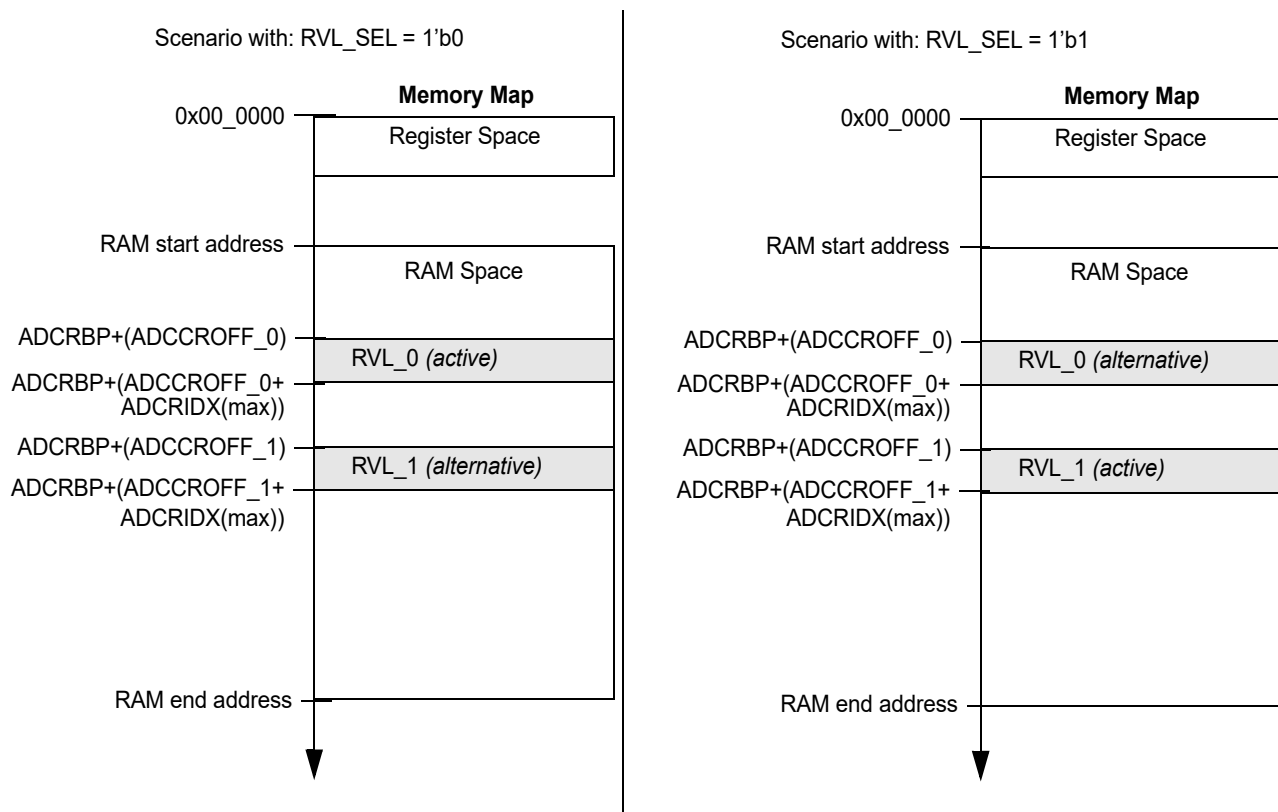 Scenario with: RVL_SEL = 1’b0
Memory Map
0x00_0000
Register Space
RAM start address
RAM Space
ADCRBP+(ADCCROFF_0)
RVL_0 (active)
ADCRBP+(ADCCROFF_0+
ADCRIDX(max))
ADCRBP+(ADCCROFF_1)
RVL_1 (alternative)
ADCRBP+(ADCCROFF_1+
ADCRIDX(max))
RAM end address
Scenario with: RVL_SEL = 1’b1
Memory Map
0x00_0000
Register Space
RAM start address
RAM Space
ADCRBP+(ADCCROFF_0)
RVL_0 (alternative)
ADCRBP+(ADCCROFF_0+
ADCRIDX(max))
ADCRBP+(ADCCROFF_1)
RVL_1 (active)
ADCRBP+(ADCCROFF_1+
ADCRIDX(max))
RAM end address